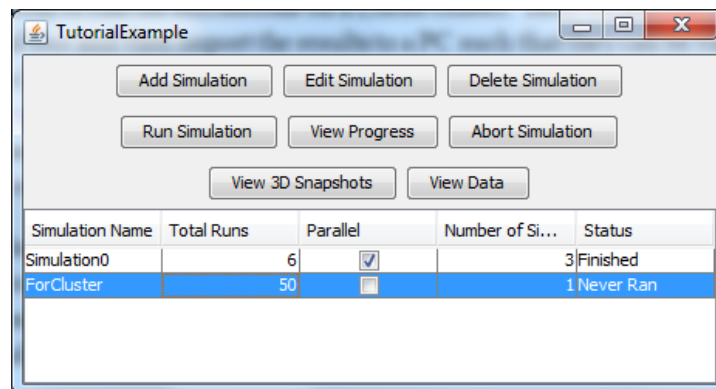 TutorialExample
Add Simulation Edit Simulation Delete Simulation
Run Simulation View Progress Abort Simulation
View 3D Snapshots View Data
Simulation Name Total Runs Parallel Number of Si... Status
Simulation0 6 3 Finished
ForCluster 50 1 Never Ran